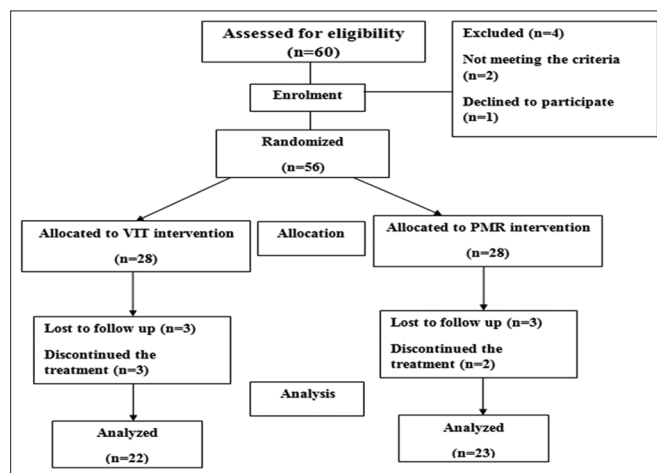 Assessed for eligibility
(n=60)
Excluded (n=4)
Not meeting the criteria
(n=2)
Declined to participate
(n=1)
Enrolment
Randomized
(n=56)
Allocated to VIT intervention
(n=28)
Allocation
Allocated to PMR intervention
(n=28)
Lost to follow up (n=3)
Discontinued the
treatment (n=3)
Lost to follow up (n=3)
Discontinued the
treatment (n=2)
Analysis
Analyzed
(n=22)
Analyzed
(n=23)